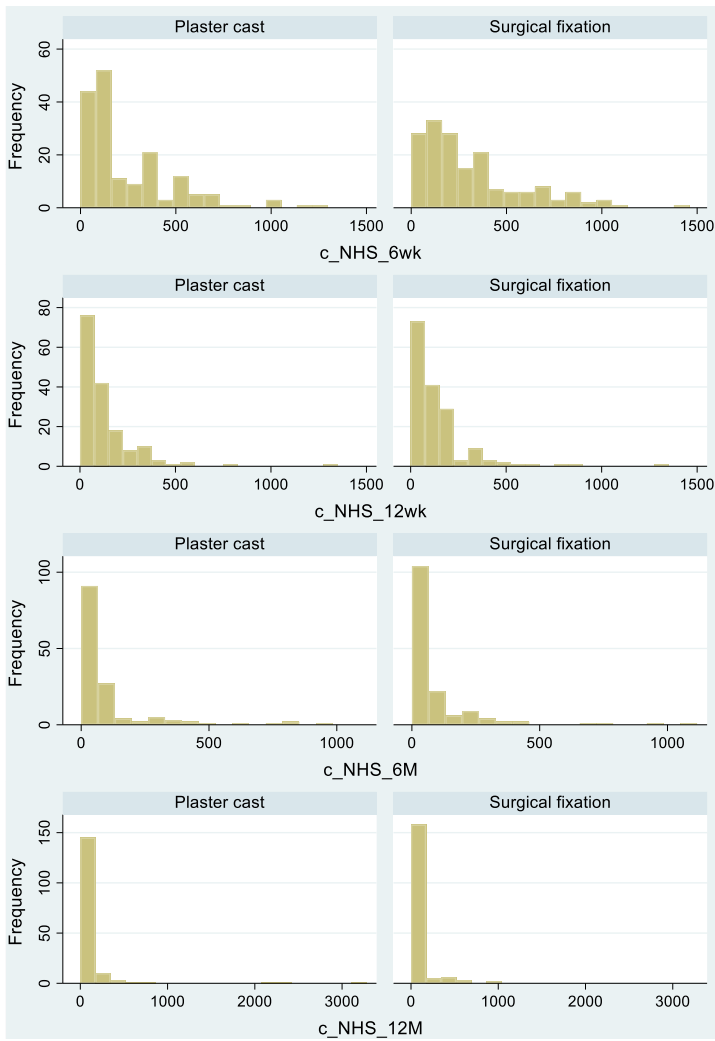 Plaster cast Surgical fixation
Frequency
60
40
20
0
0 500 1000 1500 0 500 1000 1500
c_NHS_6wk
Plaster cast Surgical fixation
Frequency
80
60
40
20
0
0 500 1000 1500 0 500 1000 1500
c_NHS_12wk
Plaster cast Surgical fixation
Frequency
100
50
0
0 500 1000 0 500 1000
c_NHS_6M
Plaster cast Surgical fixation
Frequency
150
100
50
0
0 1000 2000 3000 0 1000 2000 3000
c_NHS_12M